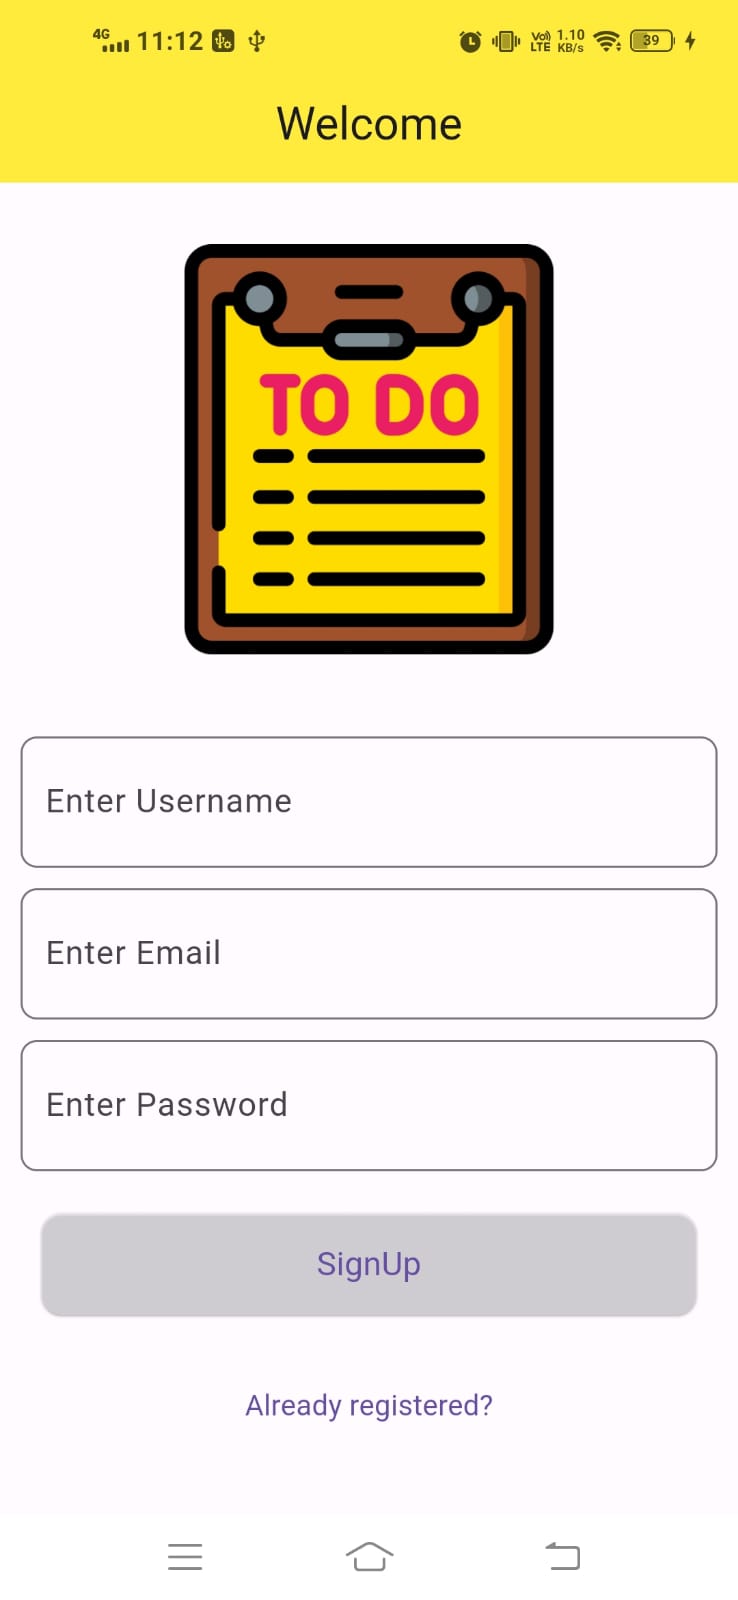 4G 11:12 Vo) LTE 1.10 KB/s 39
Welcome
TO DO
Enter Username
Enter Email
Enter Password
SignUp
Already registered?